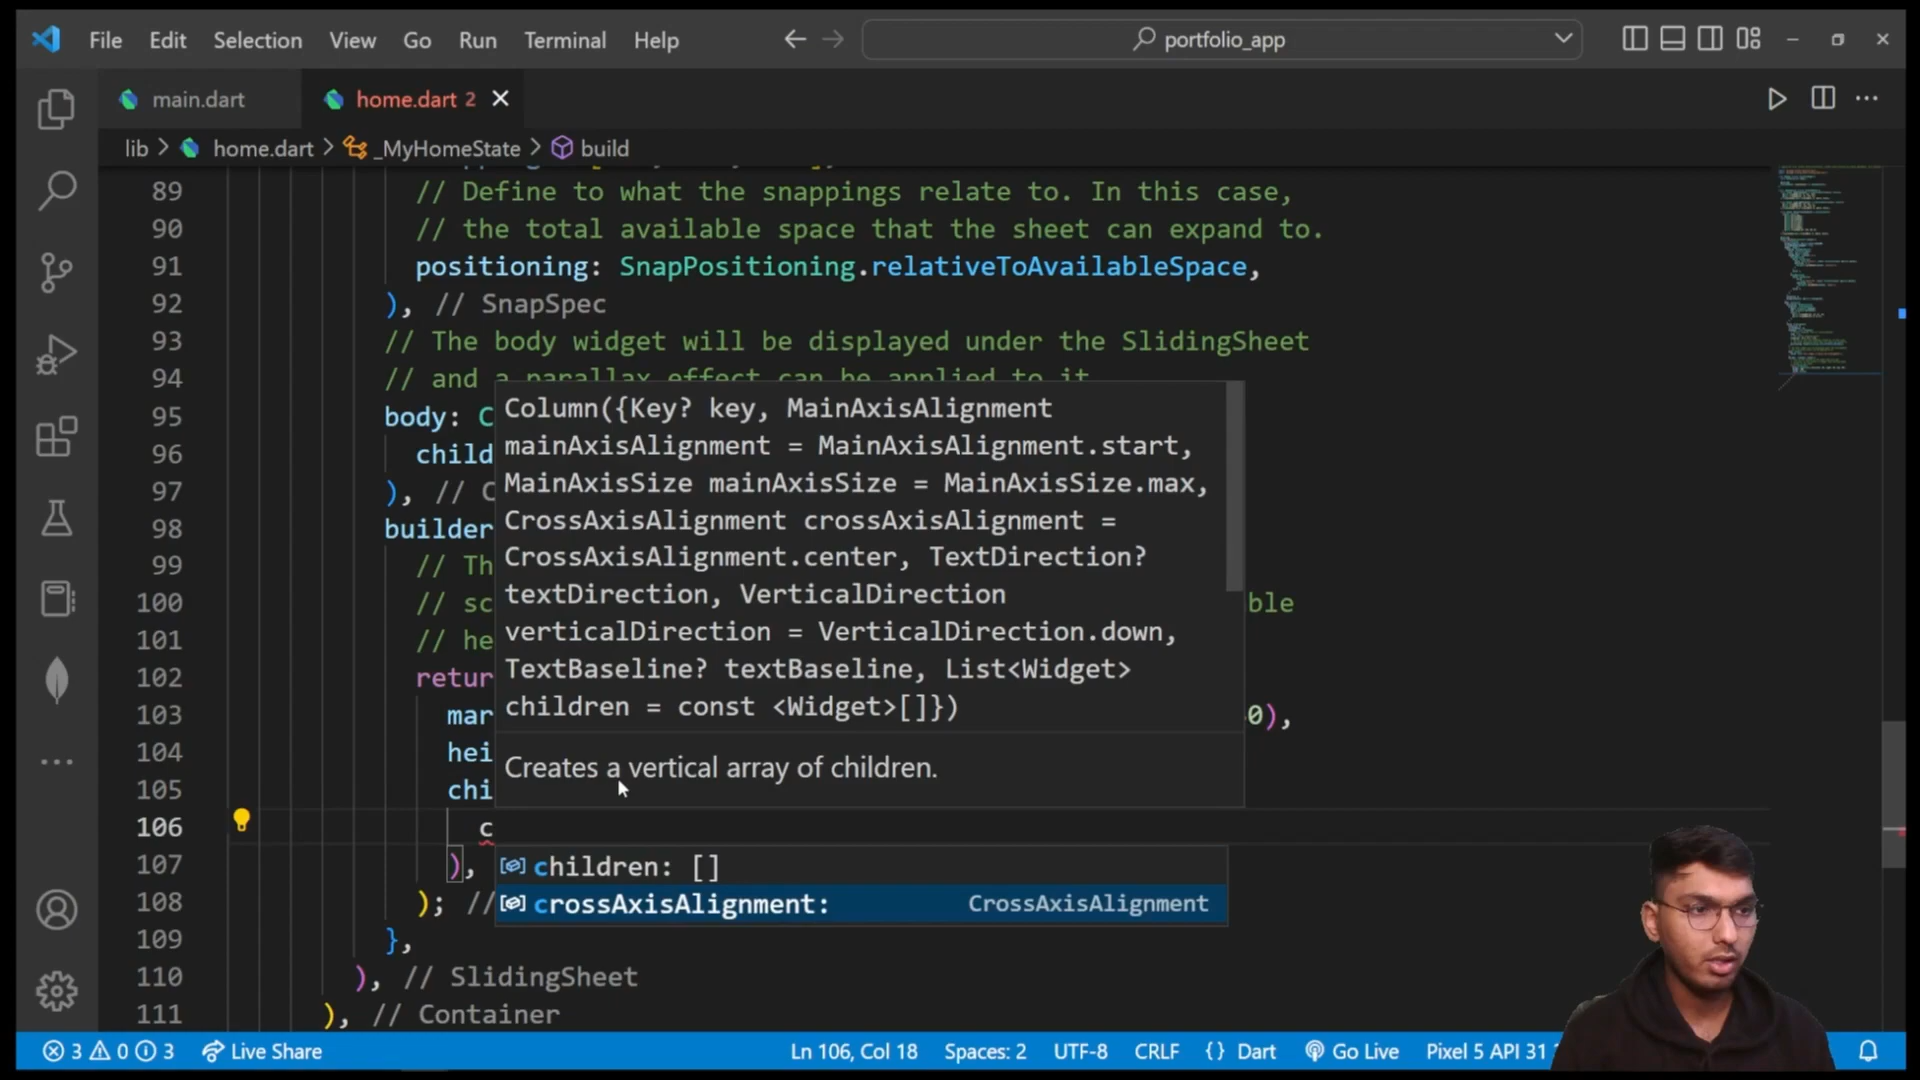 File Edit Selection View Go Run Terminal Help
portfolio_app
main.dart
home.dart 2
lib > home.dart > _MyHomeState > build
89 // Define to what the snappings relate to. In this case,
90 // the total available space that the sheet can expand to.
91 positioning: SnapPositioning.relativeToAvailableSpace,
92 ), // SnapSpec
93 // The body widget will be displayed under the SlidingSheet
94 // and a parallax effect can be applied to it
95 body: C
96 child
97 ), // C
98 builder
99 // Th
100 // sc ble
101 // he
102 retur
103 mar 0),
104 hei
105 chi
Column({Key? key, MainAxisAlignment
mainAxisAlignment = MainAxisAlignment.start,
MainAxisSize mainAxisSize = MainAxisSize.max,
CrossAxisAlignment crossAxisAlignment =
CrossAxisAlignment.center, TextDirection?
textDirection, VerticalDirection
verticalDirection = VerticalDirection.down,
TextBaseline? textBaseline, List<Widget>
children = const <Widget>[]})
Creates a vertical array of children.
106 c
107 ),
108 ); //
109 },
110 ), // SlidingSheet
111 ), // Container
children: []
crossAxisAlignment: CrossAxisAlignment
3 0 3 Live Share Ln 106, Col 18 Spaces: 2 UTF-8 CRLF {} Dart Go Live Pixel 5 API 31